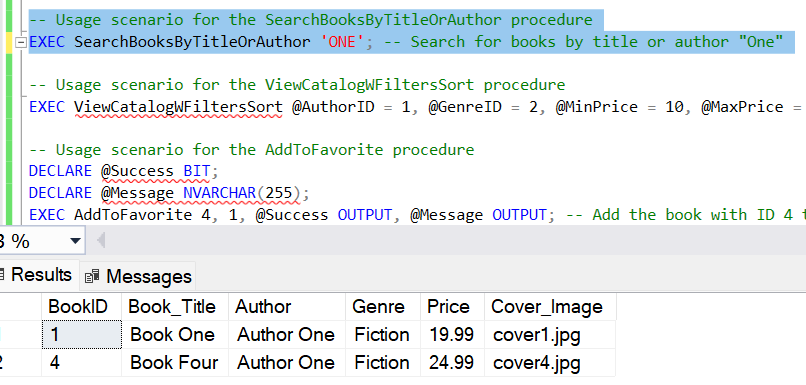 -- Usage scenario for the SearchBooksByTitleOrAuthor procedure
EXEC SearchBooksByTitleOrAuthor 'ONE'; -- Search for books by title or author "One"
-- Usage scenario for the ViewCatalogWFiltersSort procedure
EXEC ViewCatalogWFiltersSort @AuthorID = 1, @GenreID = 2, @MinPrice = 10, @MaxPrice =
-- Usage scenario for the AddToFavorite procedure
DECLARE @Success BIT;
DECLARE @Message NVARCHAR(255);
EXEC AddToFavorite 4, 1, @Success OUTPUT, @Message OUTPUT; -- Add the book with ID 4
%
Results Messages
BookID Book_Title Author Genre Price Cover_Image
1 Book One Author One Fiction 19.99 cover1.jpg
4 Book Four Author One Fiction 24.99 cover4.jpg